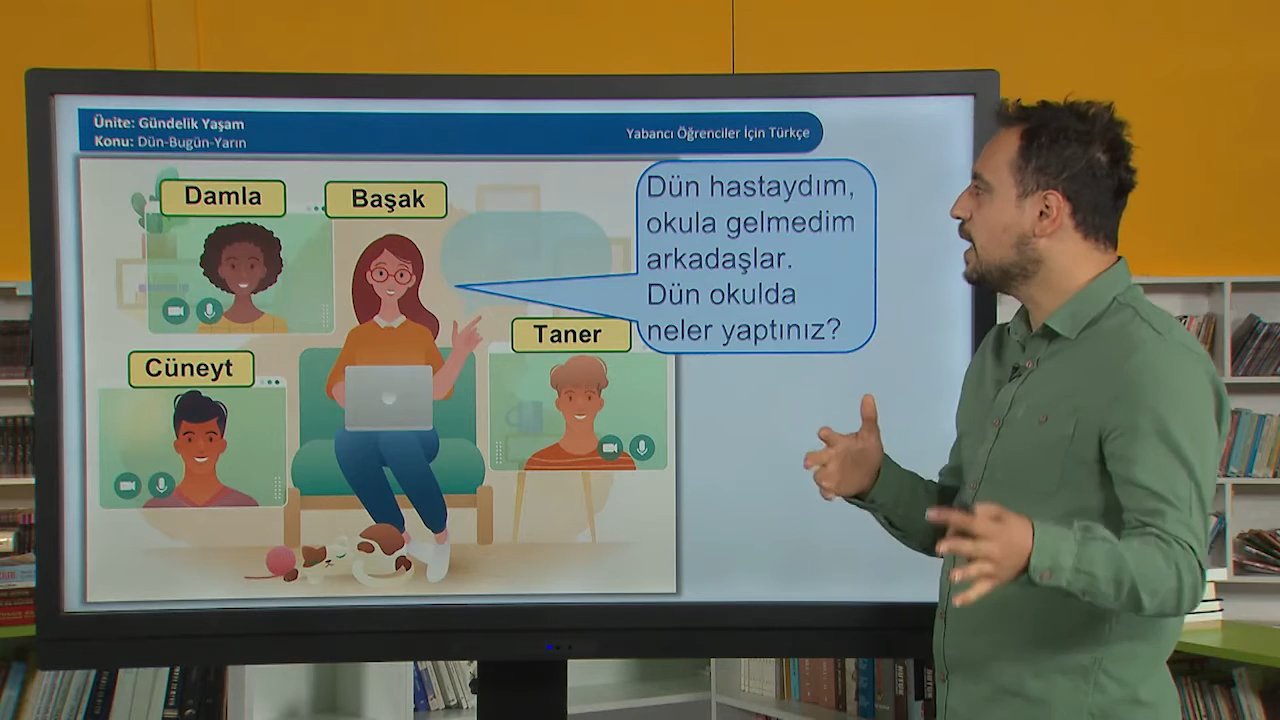 Ünite: Gündelik Yaşam
Konu: Dün-Bugün-Yarın
Yabancı Öğrenciler İçin Türkçe
Damla
Başak
Dün hastaydım,
okula gelmedim
arkadaşlar.
Dün okulda
neler yaptınız?
Taner
Cüneyt